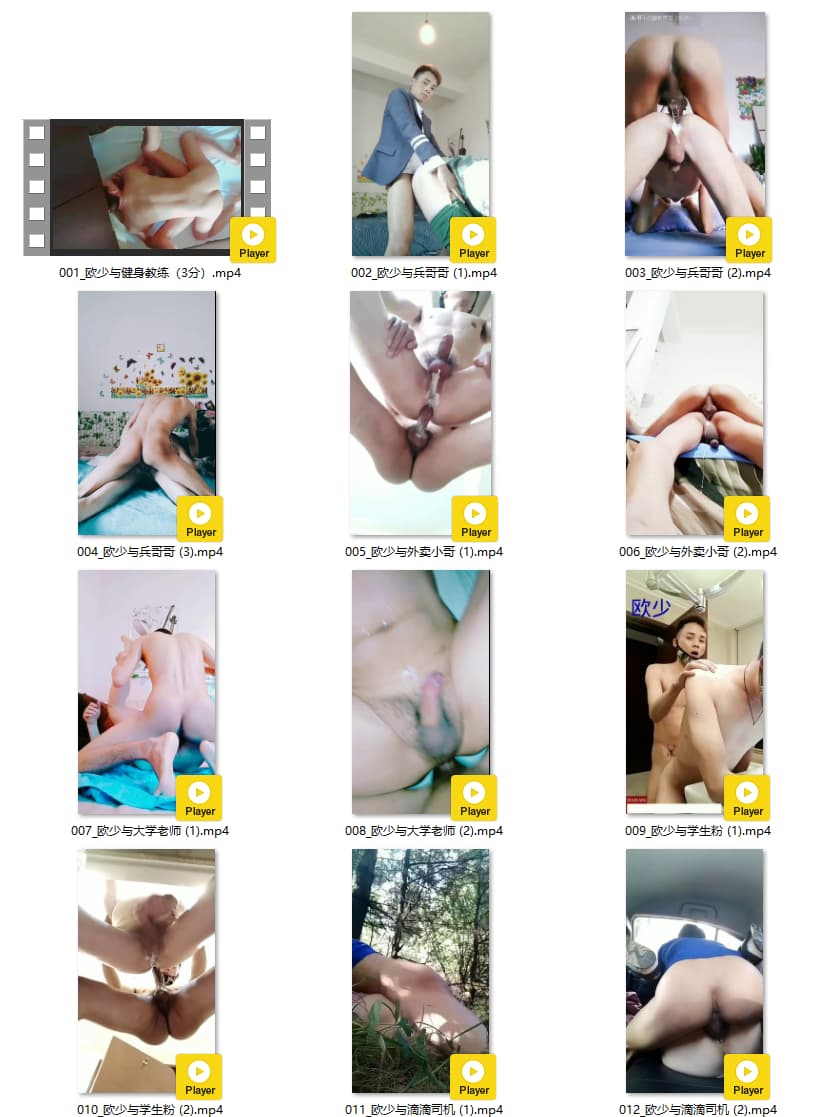 Player
Player
Player
001_欧少与健身教练（3分）.mp4
002_欧少与兵哥哥 (1).mp4
003_欧少与兵哥哥 (2).mp4
Player
Player
Player
004_欧少与兵哥哥 (3).mp4
005_欧少与外卖小哥 (1).mp4
006_欧少与外卖小哥 (2).mp4
欧少
Player
Player
Player
007_欧少与大学老师 (1).mp4
008_欧少与大学老师 (2).mp4
009_欧少与学生粉 (1).mp4
Player
Player
Player
010_欧少与学生粉 (2).mp4
011_欧少与滴滴司机 (1).mp4
012_欧少与滴滴司机 (2).mp4